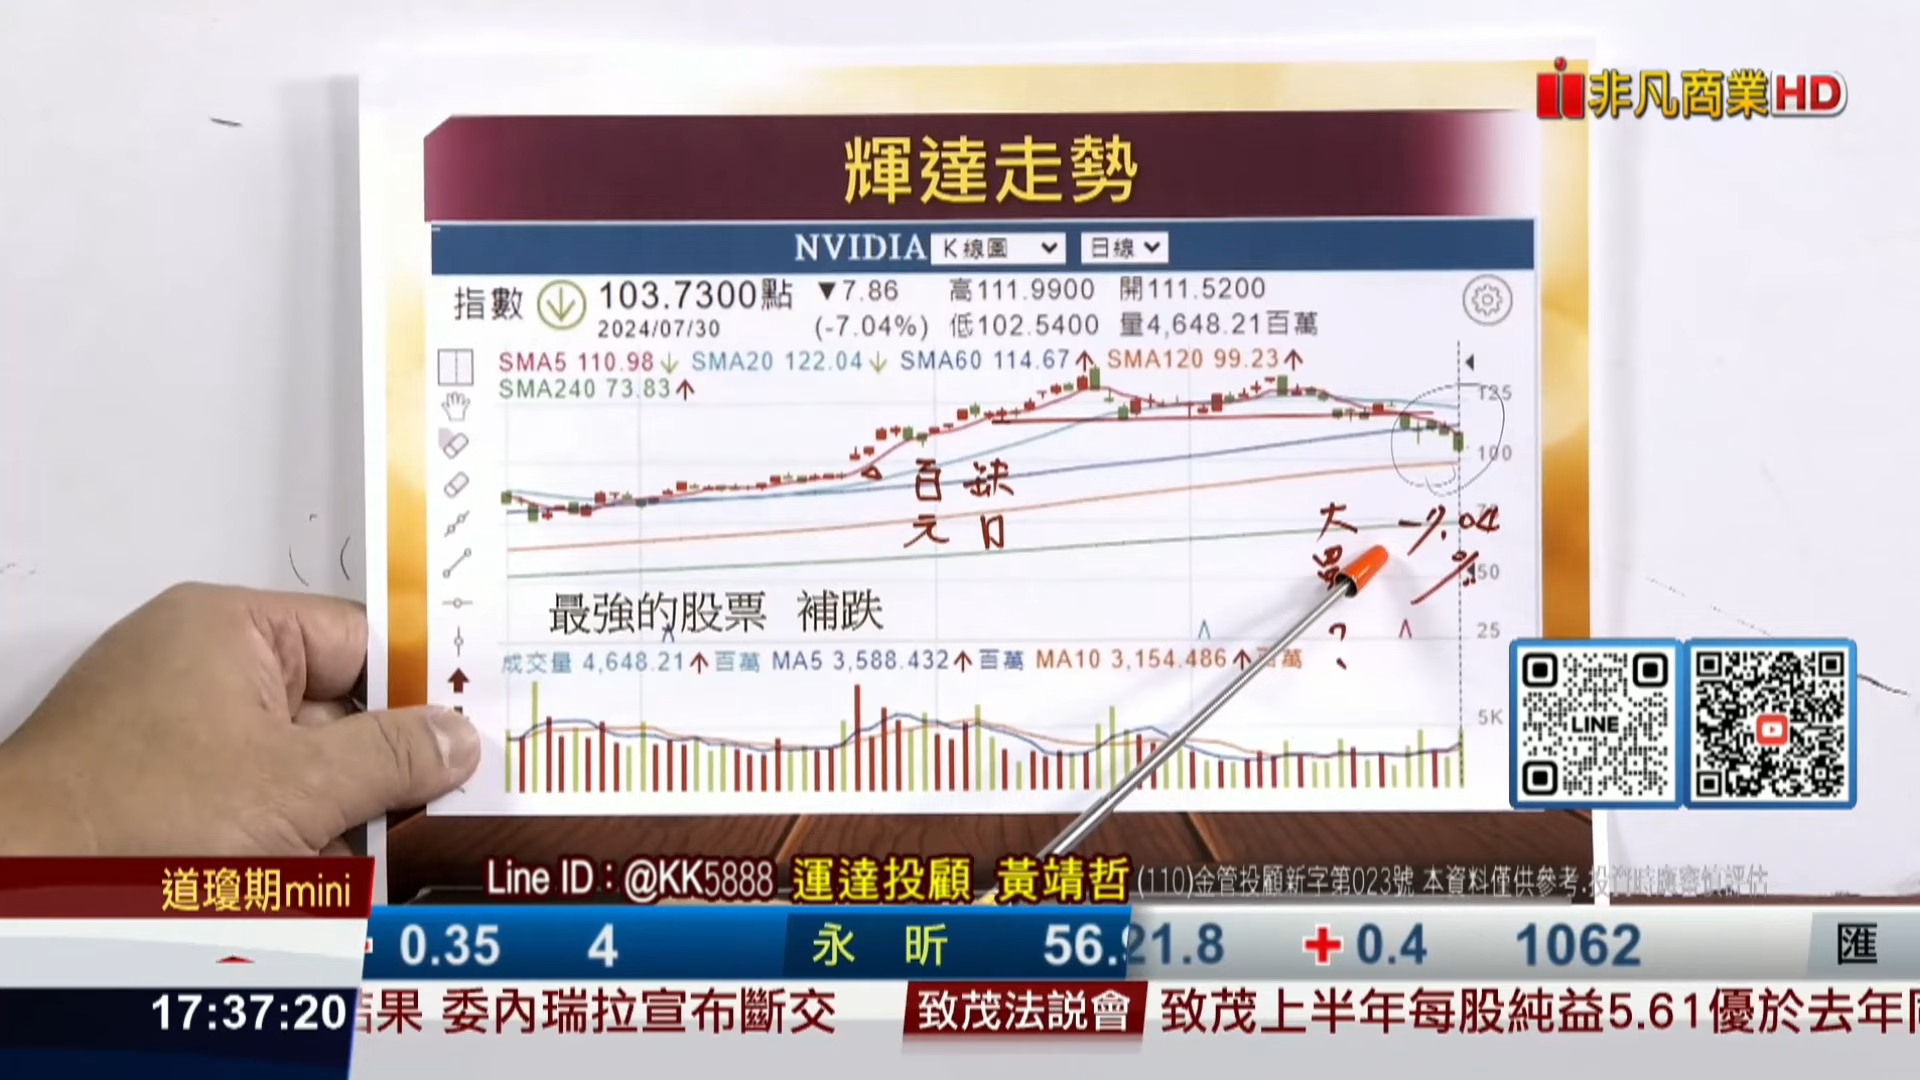 非凡商業HD
輝達走勢
NVIDIA K線圖 日線
指數 103.7300點 ▼7.86 高111.9900 開111.5200
2024/07/30 (-7.04%) 低102.5400 量4,648.21百萬
SMA5 110.98↓ SMA20 122.04↓ SMA60 114.67↑ SMA120 99.23↑
SMA240 73.83↑
125
100
百元 缺口
大量?
-7.04%
50
最強的股票 補跌
25
成交量 4,648.21↑百萬 MA5 3,588.432↑百萬 MA10 3,154.486↑百萬
5K
LINE
Line ID:@KK5888 運達投顧 黃靖哲 (110)金管投顧新字第023號 本資料僅供參考.投資時應審慎評估
道瓊期mini
0.35 4 永昕 56. 21.8 +0.4 1062 匯
17:37:20 結果 委內瑞拉宣布斷交 致茂法說會 致茂上半年每股純益5.61優於去年同